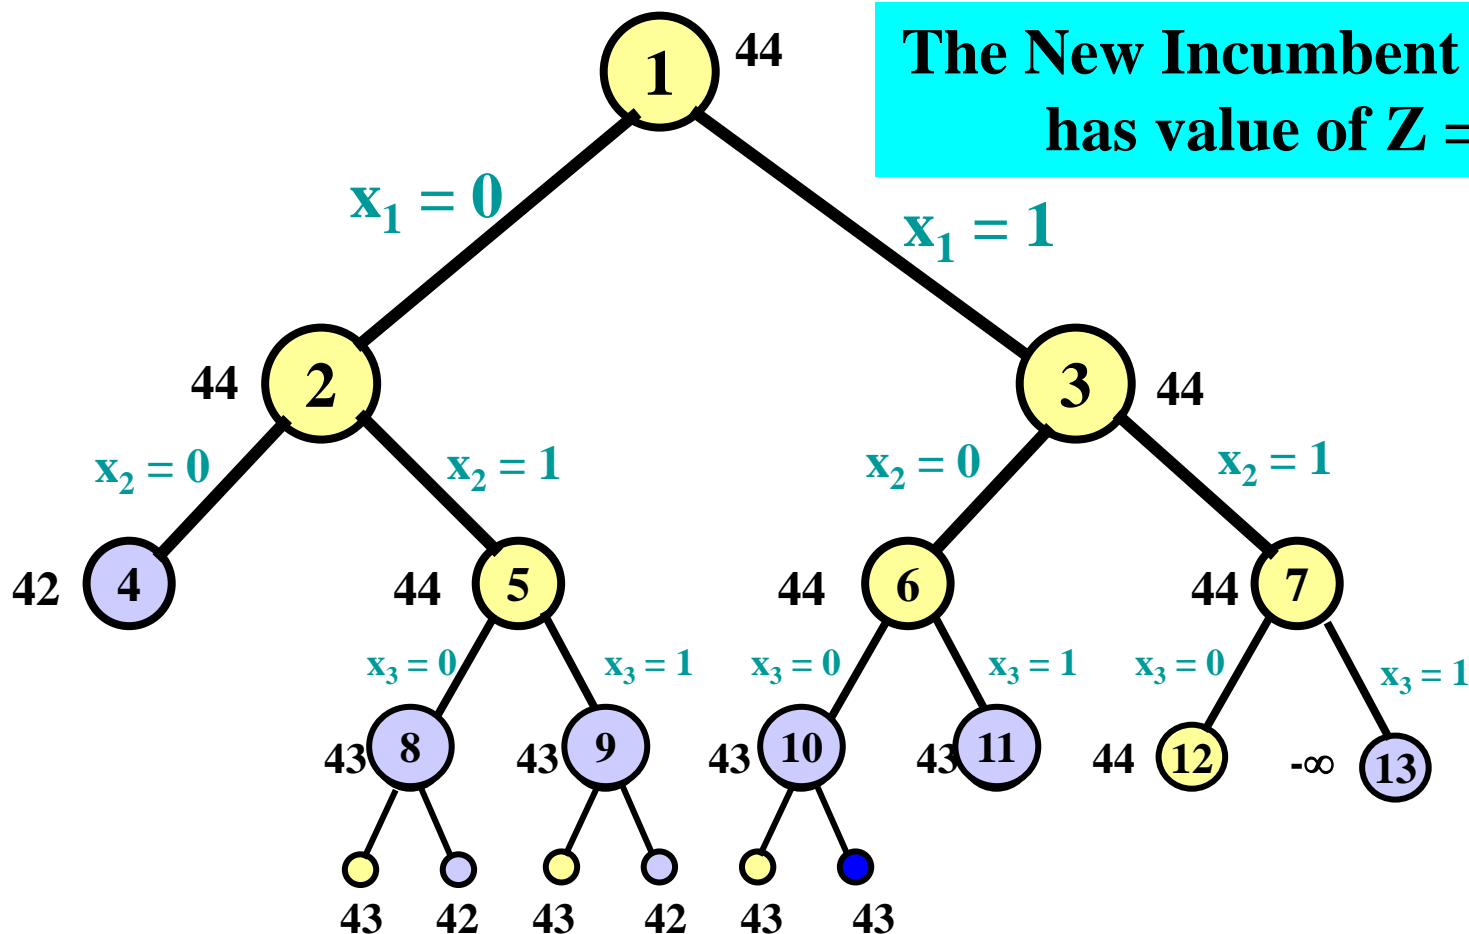 1 44
The New Incumbent
has value of Z =
x₁ = 0
x₁ = 1
44 2
3 44
x₂ = 0
x₂ = 1
x₂ = 0
x₂ = 1
42 4
44 5
44 6
44 7
x₃ = 0
x₃ = 1
x₃ = 0
x₃ = 1
x₃ = 0
x₃ = 1
43 8
43 9
43 10
43 11
44 12
-∞ 13
43 42 43 42 43 43